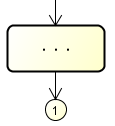 . . .
1